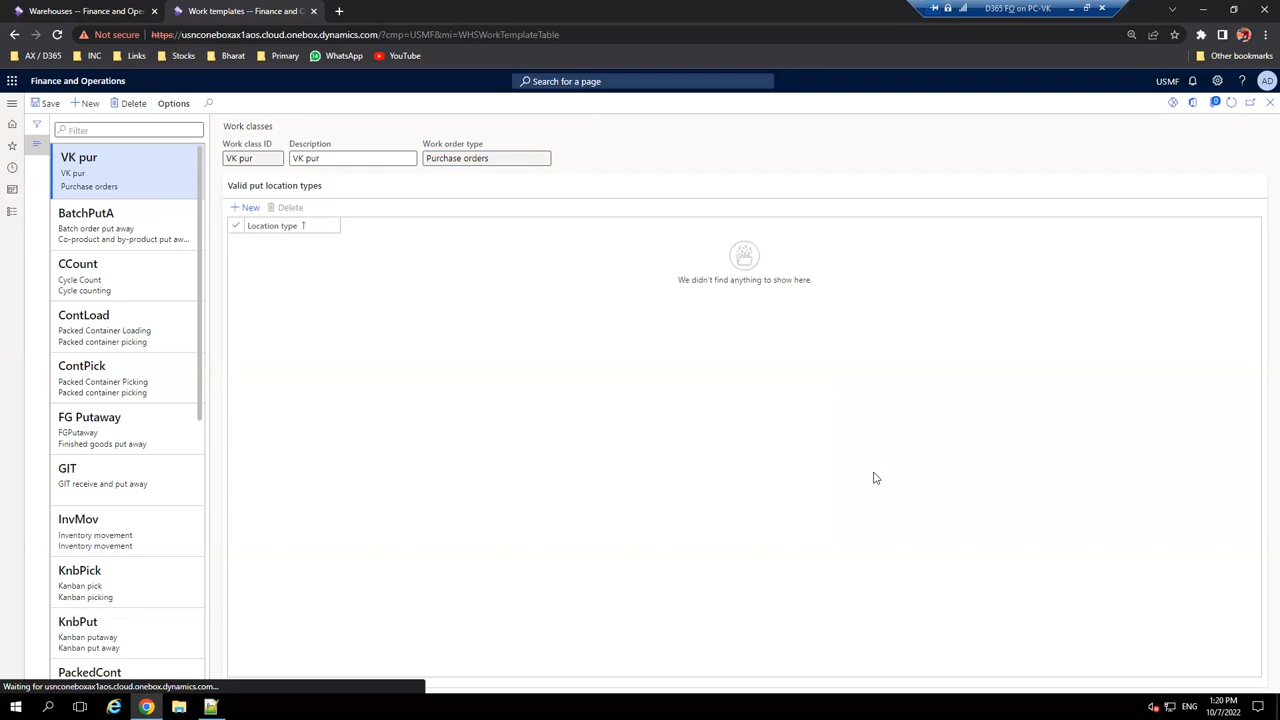 Warehouses -- Finance and Oper
Work templates -- Finance and O
D365 FO on PC-VK
Not secure
https://usnconeboxax1aos.cloud.onebox.dynamics.com/?cmp=USMF&mi=WHSWorkTemplateTable
AX / D365
INC
Links
Stocks
Bharat
Primary
WhatsApp
YouTube
Other bookmarks
Finance and Operations
Search for a page
USMF
AD
Save
New
Delete
Options
0
Filter
VK pur
VK pur
Purchase orders
BatchPutA
Batch order put away
Co-product and by-product put aw...
CCount
Cycle Count
Cycle counting
ContLoad
Packed Container Loading
Packed container picking
ContPick
Packed Container Picking
Packed container picking
FG Putaway
FGPutaway
Finished goods put away
GIT
GIT receive and put away
InvMov
Inventory movement
Inventory movement
KnbPick
Kanban pick
Kanban picking
KnbPut
Kanban putaway
Kanban put away
PackedCont
Work classes
Work class ID
Description
Work order type
VK pur
VK pur
Purchase orders
Valid put location types
New
Delete
Location type
We didn't find anything to show here.
Waiting for usnconeboxax1aos.cloud.onebox.dynamics.com...
ENG
1:20 PM
10/7/2022